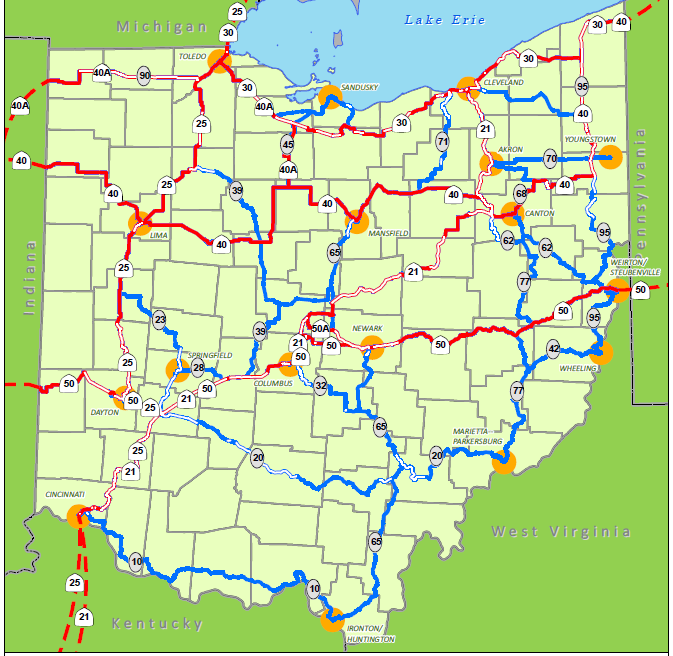 25
Michigan
Lake Erie
30
40
30
TOLEDO
30
40A
90
CLEVELAND
95
30
SANDUSKY
40A
40A
40
30
25
21
71
YOUNGSTOWN
45
AKRON
70
40
40A
Pennsylvania
25
39
40
68
40
40
40
CANTON
LIMA
40
MANSFIELD
95
62
62
65
WEIRTON/
STEUBENVILLE
Indiana
25
21
77
50
50
23
95
50A
NEWARK
39
21
50
50
42
SPRINGFIELD
50
25
28
WHEELING
50
COLUMBUS
32
50
77
DAYTON
50
25
21
65
MARIETTA-
PARKERSBURG
25
20
20
21
CINCINNATI
West Virginia
65
10
25
10
21
Kentucky
IRONTON/
HUNTINGTON